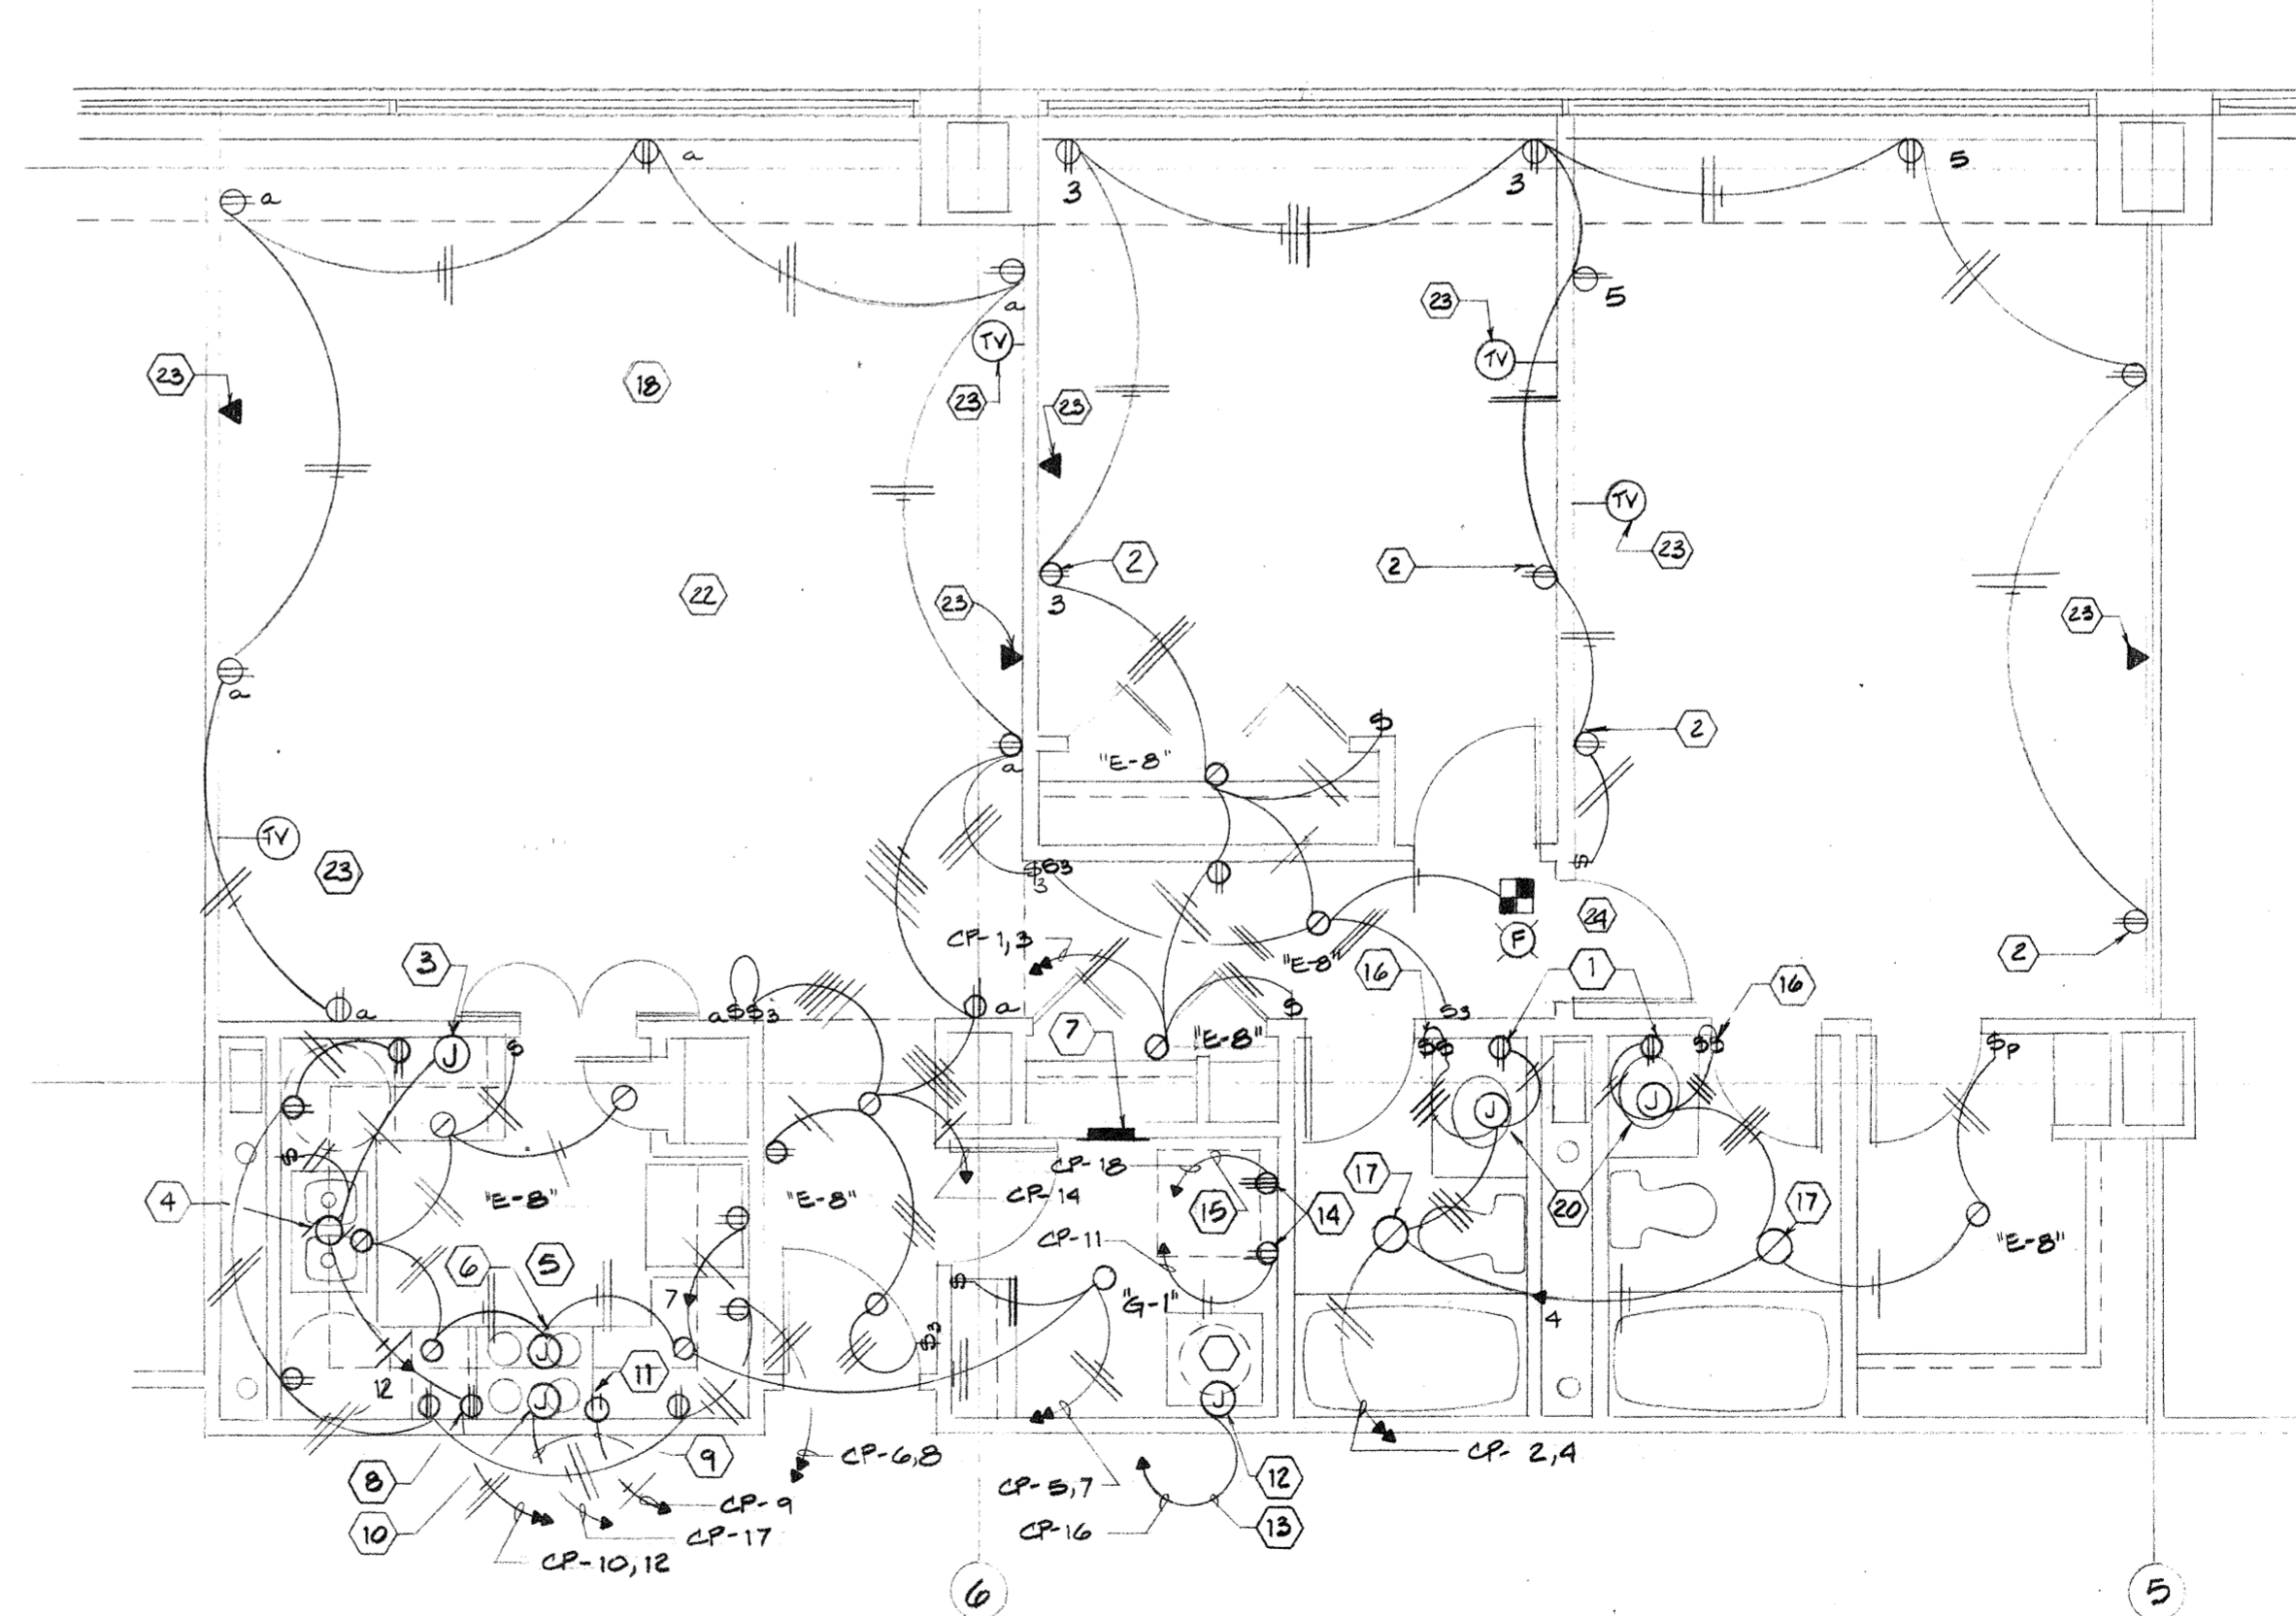 a
3
3
5
a
5
a
23
TV
TV
23
18
23
23
23
TV
23
2
2
22
23
3
23
a
$
2
"E-8"
a
TV
23
$
$$3
3
24
CP-1,3
F
"E-8"
16
1
16
3
2
a
a$$3
a
$
S3
7
"E-8"
J
$
$$
$$
$P
J
J
$
CP-18
17
4
"E-8"
"E-8"
CP-14
15
14
20
17
CP-11
"E-8"
6
5
7
$
"G-1"
4
$3
J
11
12
J
J
9
CP-6,8
CP-2,4
8
CP-5,7
12
CP-9
10
CP-17
CP-16
13
CP-10,12
6
5